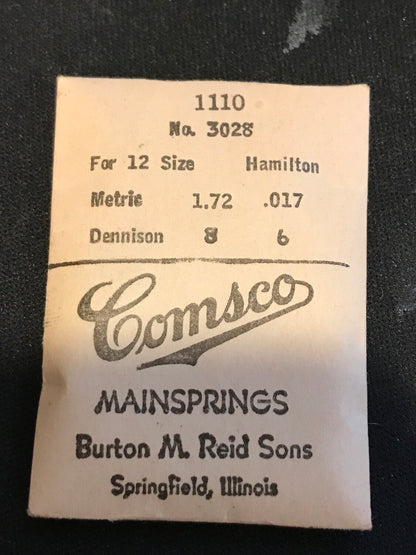 1110
No. 3028
For 12 Size Hamilton
Metric 1.72 .017
Dennison 8 6
Comsco
MAINSPRINGS
Burton M. Reid Sons
Springfield, Illinois